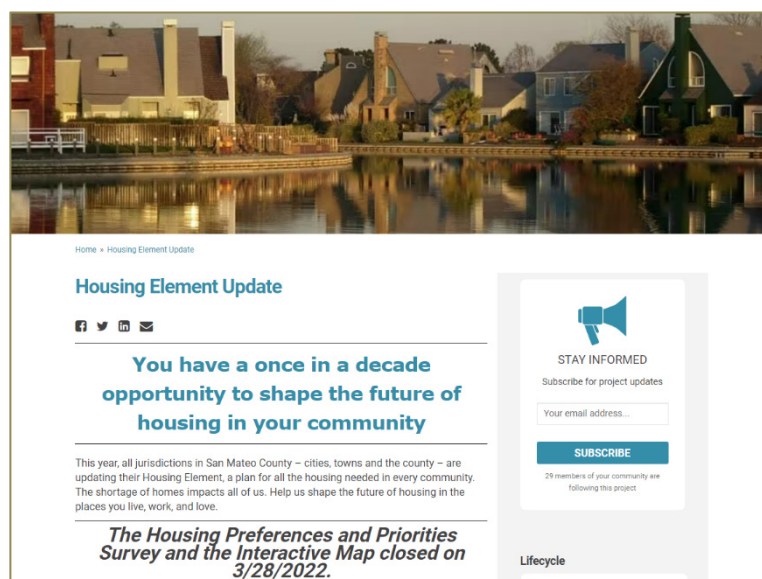 Home » Housing Element Update
Housing Element Update
You have a once in a decade
opportunity to shape the future of
housing in your community
This year, all jurisdictions in San Mateo County – cities, towns and the county – are
updating their Housing Element, a plan for all the housing needed in every community.
The shortage of homes impacts all of us. Help us shape the future of housing in the
places you live, work, and love.
The Housing Preferences and Priorities
Survey and the Interactive Map closed on
3/28/2022.
STAY INFORMED
Subscribe for project updates
Your email address...
SUBSCRIBE
29 members of your community are
following this project
Lifecycle